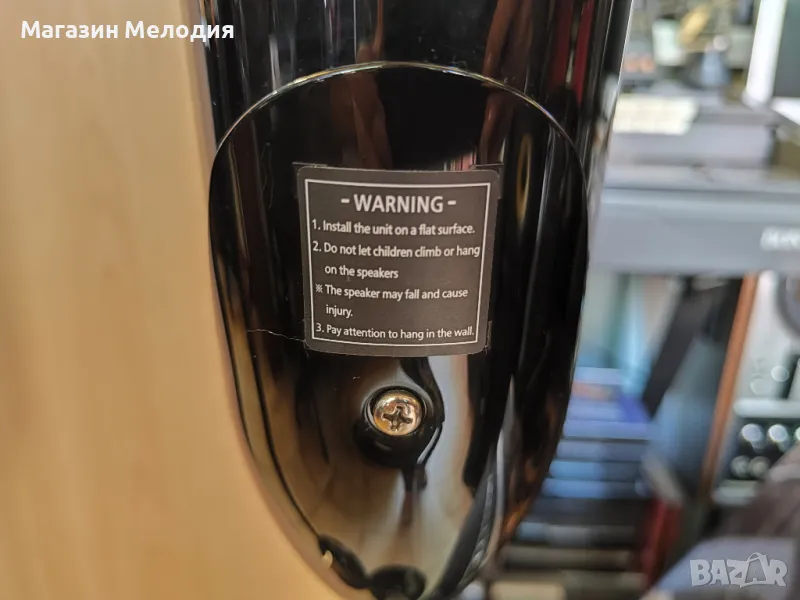 Магазин Мелодия
- WARNING -
1. Install the unit on a flat surface.
2. Do not let children climb or hang
on the speakers
※ The speaker may fall and cause
injury.
3. Pay attention to hang in the wall.
BAZAR